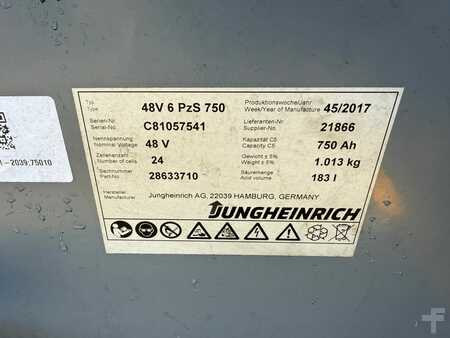 Typ
Type
48V 6 PzS 750
Produktionswoche/Jahr
Week/Year of Manufacture
45/2017
Serien-Nr.
Serial-No.
C81057541
Lieferanten-Nr.
Supplier-No.
21866
Nennspannung
Nominal Voltage
48 V
Kapazität C5
Capacity C5
750 Ah
Zellenanzahl
Number of cells
24
Gewicht ± 5%
Weight ± 5%
1.013 kg
Sachnummer
Part-number
28633710
Säuremenge
Acid volume
183 l
Hersteller
Manufacturer
Jungheinrich AG, 22039 HAMBURG, GERMANY
JUNGHEINRICH
- 2039.75010